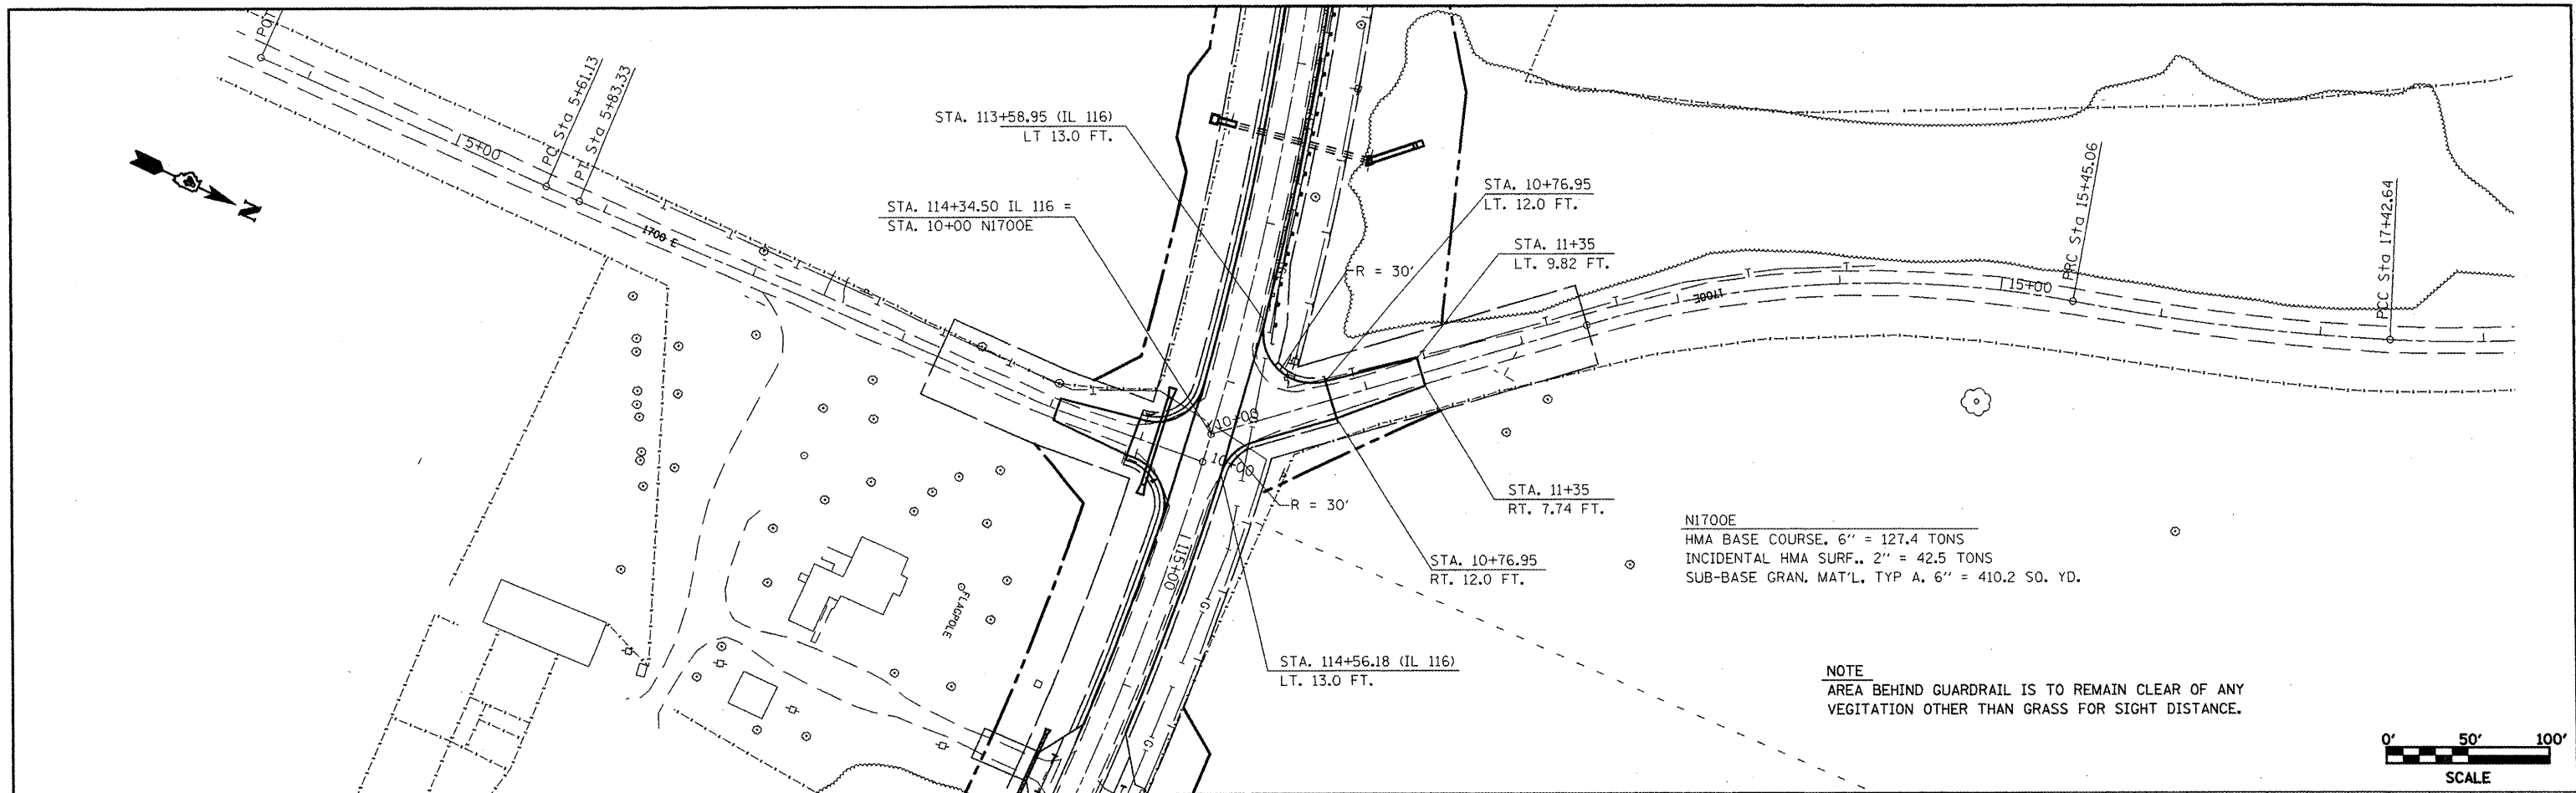 POT
PC Sta 5+61.13
PT Sta 5+83.33
5+00
1700 E
N
STA. 113+58.95 (IL 116)
LT 13.0 FT.
STA. 114+34.50 IL 116 =
STA. 10+00 N1700E
STA. 10+76.95
LT. 12.0 FT.
STA. 11+35
LT. 9.82 FT.
R = 30'
1700E
15+00
PRC Sta 15+45.06
PCC Sta 17+42.64
10+00
10+00
R = 30'
STA. 11+35
RT. 7.74 FT.
STA. 10+76.95
RT. 12.0 FT.
115+00
G
G
STA. 114+56.18 (IL 116)
LT. 13.0 FT.
FLAGPOLE
N1700E
HMA BASE COURSE, 6'' = 127.4 TONS
INCIDENTAL HMA SURF., 2'' = 42.5 TONS
SUB-BASE GRAN. MAT'L, TYP A, 6'' = 410.2 SQ. YD.
NOTE
AREA BEHIND GUARDRAIL IS TO REMAIN CLEAR OF ANY
VEGITATION OTHER THAN GRASS FOR SIGHT DISTANCE.
0' 50' 100'
SCALE